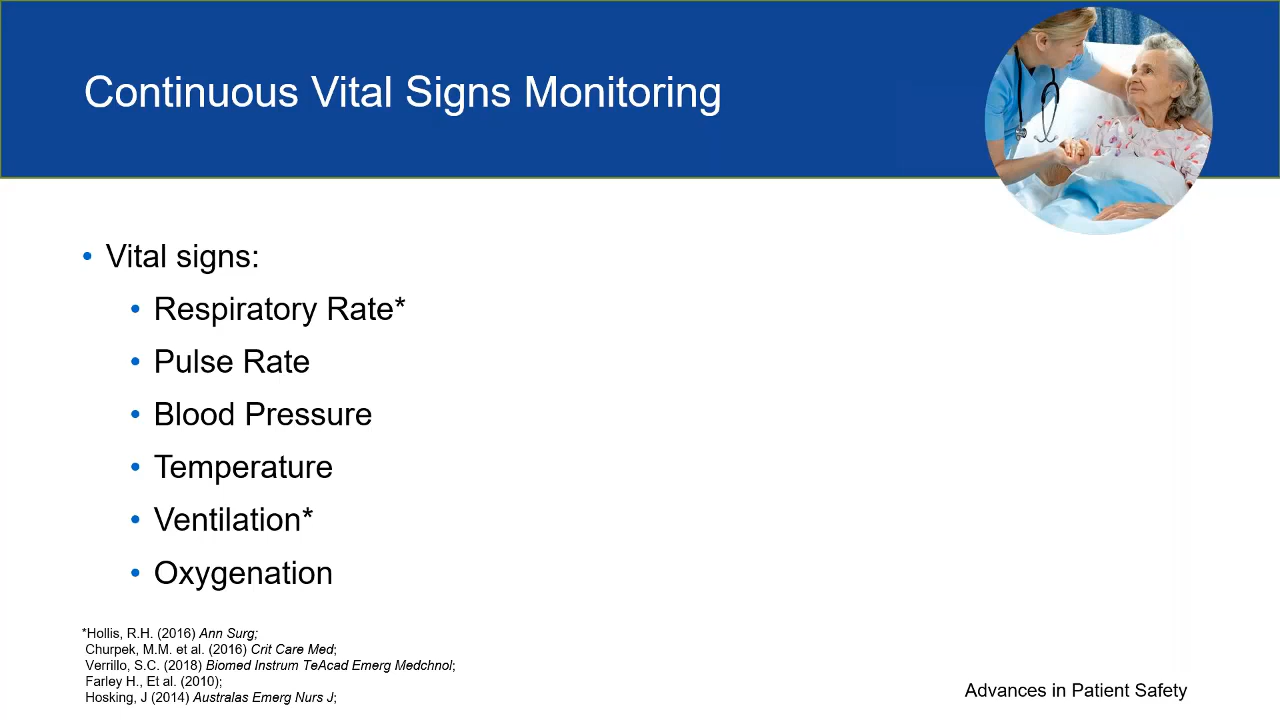 Continuous Vital Signs Monitoring
• Vital signs:
• Respiratory Rate*
• Pulse Rate
• Blood Pressure
• Temperature
• Ventilation*
• Oxygenation
*Hollis, R.H. (2016) Ann Surg;
Churpek, M.M. et al. (2016) Crit Care Med;
Verrillo, S.C. (2018) Biomed Instrum TeAcad Emerg Medchnol;
Farley H., Et al. (2010);
Hosking, J (2014) Australas Emerg Nurs J;
Advances in Patient Safety